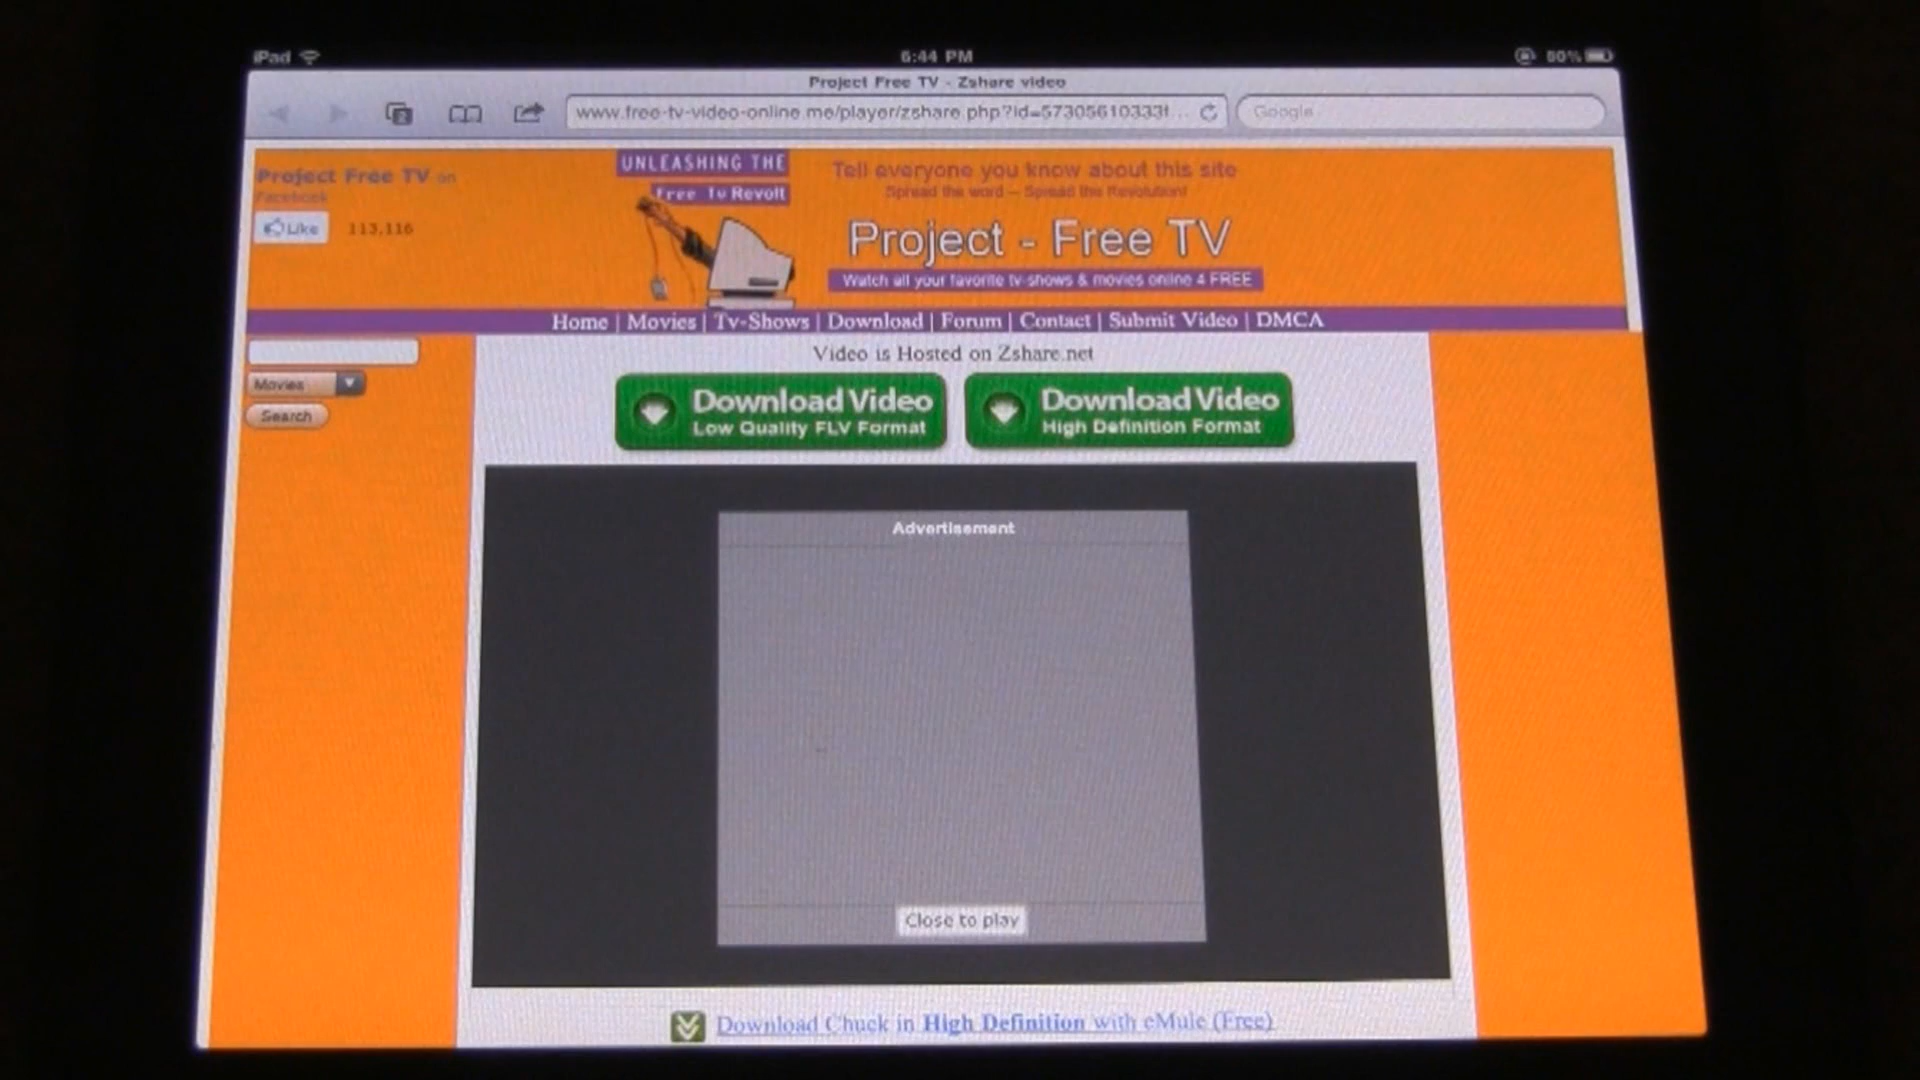 iPad
6:44 PM
80%
Project Free TV - Zshare video
www.free-tv-video-online.me/player/zshare.php?id=57305610333f...
Google
Project Free TV on
Facebook
Like 113,116
UNLEASHING THE
Free Tv Revolt
Tell everyone you know about this site
Spread the word -- Spread the Revolution!
Project - Free TV
Watch all your favorite tv-shows & movies online 4 FREE
Home | Movies | Tv-Shows | Download | Forum | Contact | Submit Video | DMCA
Movies
Search
Video is Hosted on Zshare.net
Download Video
Low Quality FLV Format
Download Video
High Definition Format
Advertisement
Close to play
Download Chuck in High Definition with eMule (Free)